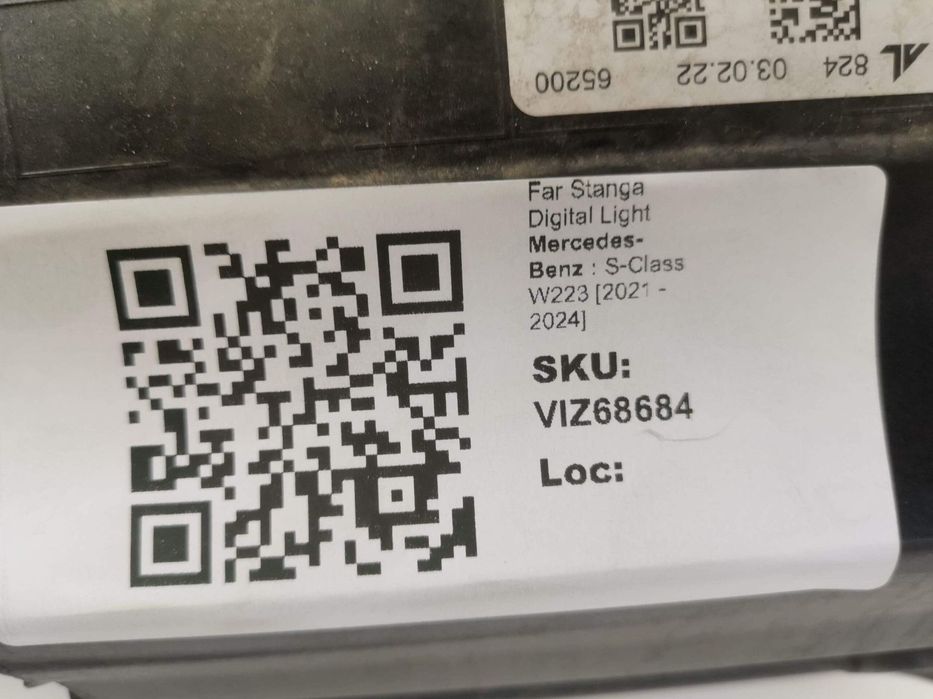 AL 824 03.02.22 65200
Far Stanga
Digital Light
Mercedes-
Benz : S-Class
W223 [2021 -
2024]
SKU:
VIZ68684
Loc: